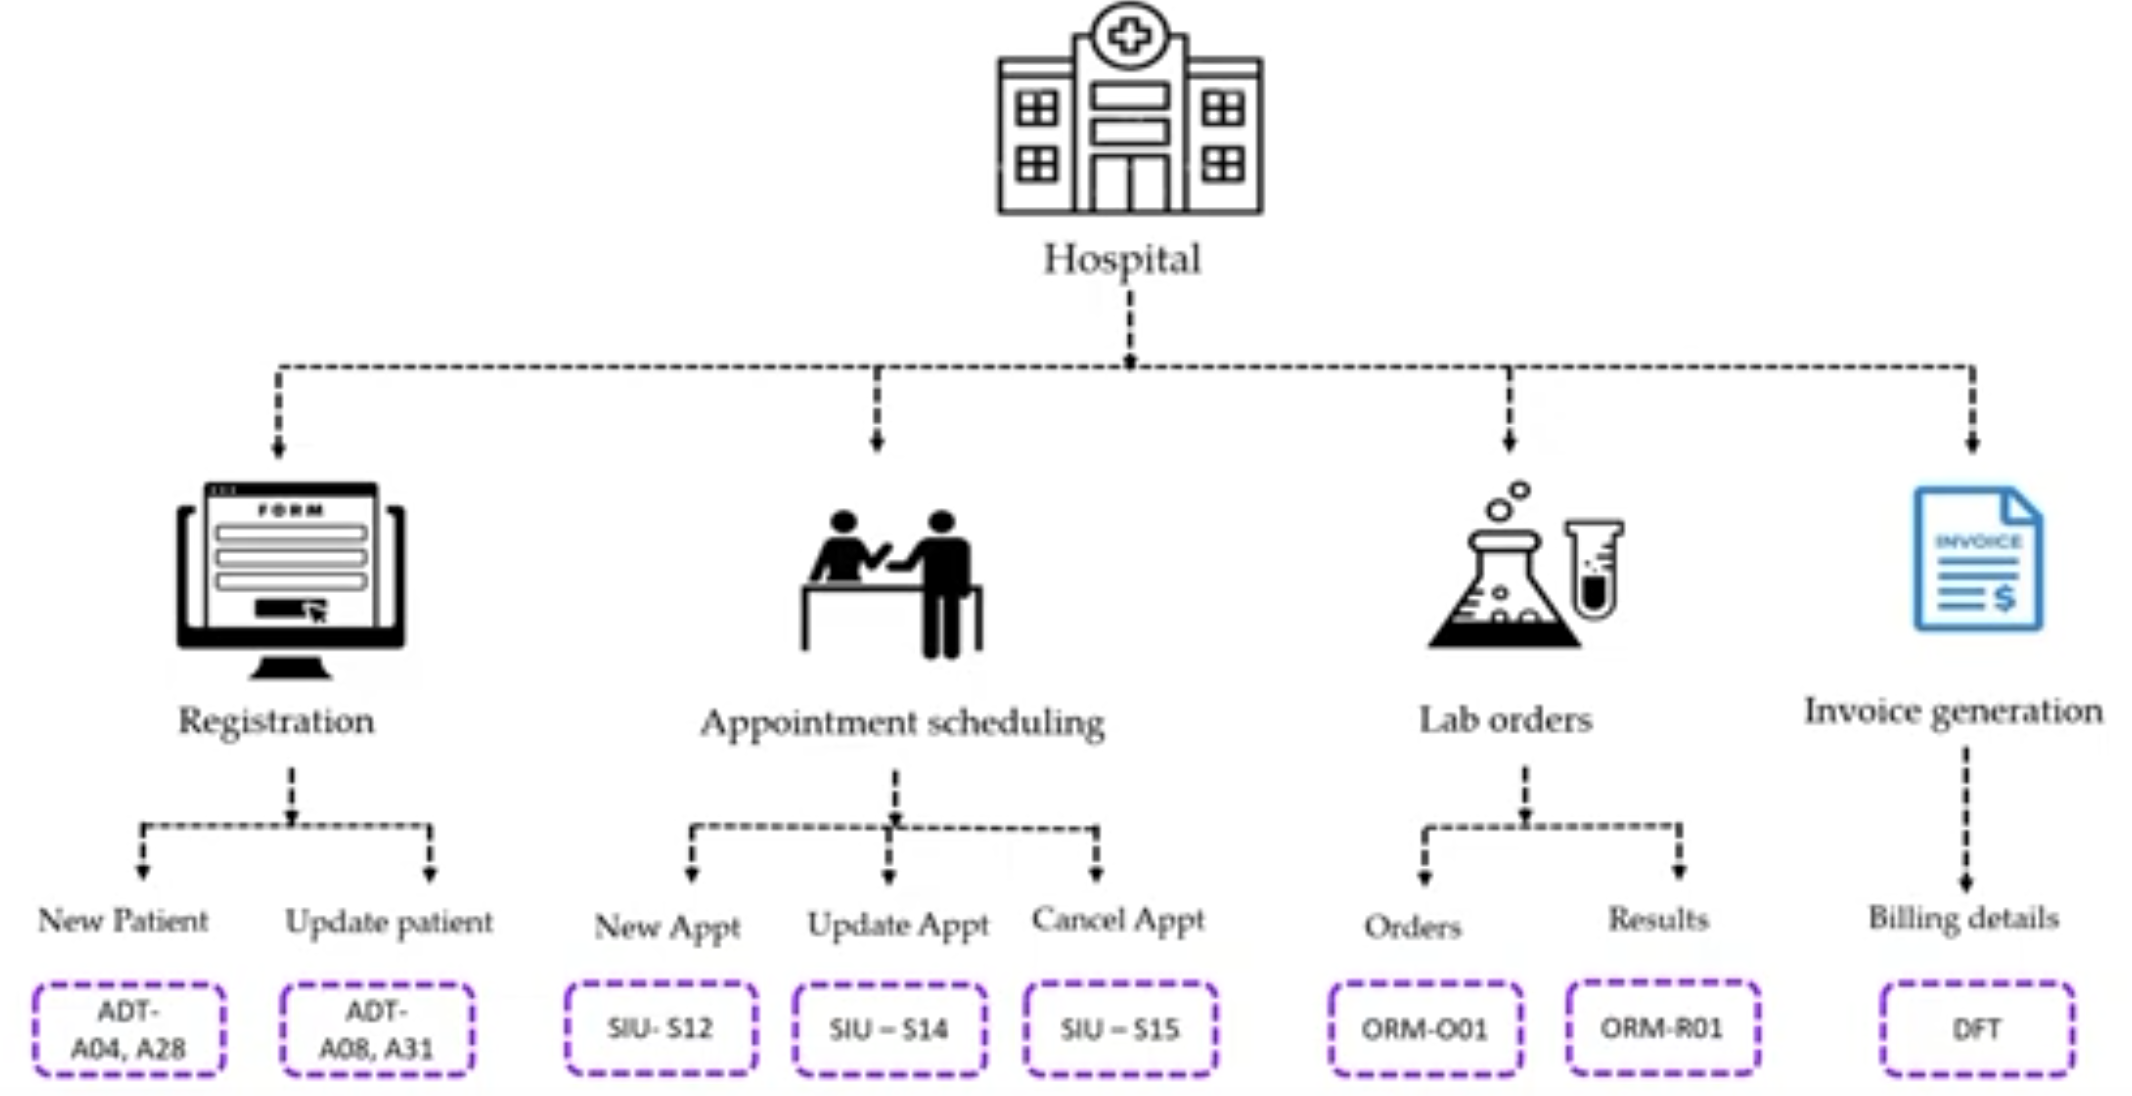 Hospital
FORM
INVOICE
$
Registration
Appointment scheduling
Lab orders
Invoice generation
New Patient
Update patient
New Appt
Update Appt
Cancel Appt
Orders
Results
Billing details
ADT-
A04, A28
ADT-
A08, A31
SIU- S12
SIU – S14
SIU – S15
ORM-O01
ORM-R01
DFT